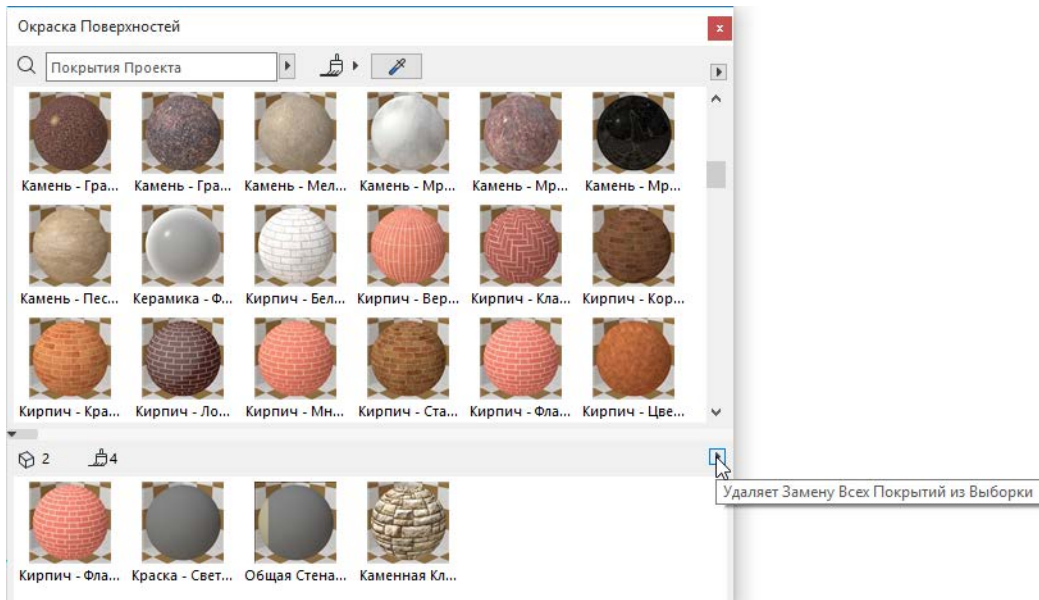 Окраска Поверхностей
x
Покрытия Проекта
Камень - Гра... Камень - Гра... Камень - Мел... Камень - Мр... Камень - Мр... Камень - Мр...
Камень - Пес... Керамика - Ф... Кирпич - Бел... Кирпич - Вер... Кирпич - Кла... Кирпич - Кор...
Кирпич - Кра... Кирпич - Ло... Кирпич - Мн... Кирпич - Ста... Кирпич - Фла... Кирпич - Цве...
2 4
Удаляет Замену Всех Покрытий из Выборки
Кирпич - Фла... Краска - Свет... Общая Стена... Каменная Кл...